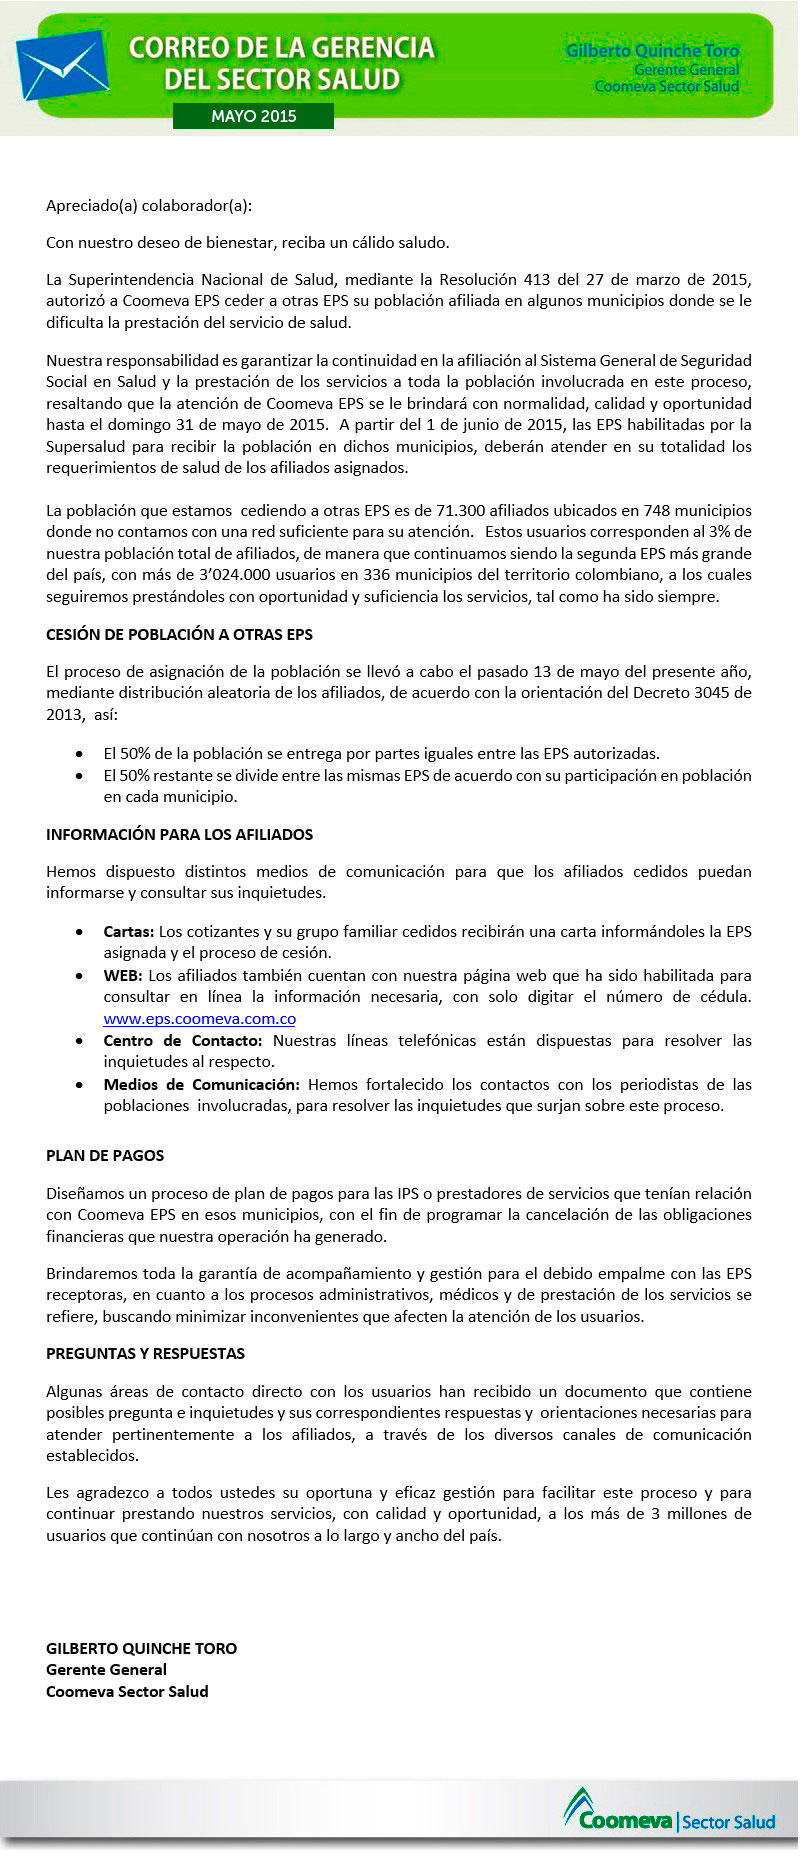 CORREO DE LA GERENCIA
DEL SECTOR SALUD
MAYO 2015
Gilberto Quinche Toro
Gerente General
Coomeva Sector Salud
Apreciado(a) colaborador(a):
Con nuestro deseo de bienestar, reciba un cálido saludo.
La Superintendencia Nacional de Salud, mediante la Resolución 413 del 27 de marzo de 2015,
autorizó a Coomeva EPS ceder a otras EPS su población afiliada en algunos municipios donde se le
dificulta la prestación del servicio de salud.
Nuestra responsabilidad es garantizar la continuidad en la afiliación al Sistema General de Seguridad
Social en Salud y la prestación de los servicios a toda la población involucrada en este proceso,
resaltando que la atención de Coomeva EPS se le brindará con normalidad, calidad y oportunidad
hasta el domingo 31 de mayo de 2015.  A partir del 1 de junio de 2015, las EPS habilitadas por la
Supersalud para recibir la población en dichos municipios, deberán atender en su totalidad los
requerimientos de salud de los afiliados asignados.
La población que estamos  cediendo a otras EPS es de 71.300 afiliados ubicados en 748 municipios
donde no contamos con una red suficiente para su atención.   Estos usuarios corresponden al 3% de
nuestra población total de afiliados, de manera que continuamos siendo la segunda EPS más grande
del país, con más de 3’024.000 usuarios en 336 municipios del territorio colombiano, a los cuales
seguiremos prestándoles con oportunidad y suficiencia los servicios, tal como ha sido siempre.
CESIÓN DE POBLACIÓN A OTRAS EPS
El proceso de asignación de la población se llevó a cabo el pasado 13 de mayo del presente año,
mediante distribución aleatoria de los afiliados, de acuerdo con la orientación del Decreto 3045 de
2013,  así:
• El 50% de la población se entrega por partes iguales entre las EPS autorizadas.
• El 50% restante se divide entre las mismas EPS de acuerdo con su participación en población
en cada municipio.
INFORMACIÓN PARA LOS AFILIADOS
Hemos dispuesto distintos medios de comunicación para que los afiliados cedidos puedan
informarse y consultar sus inquietudes.
• Cartas: Los cotizantes y su grupo familiar cedidos recibirán una carta informándoles la EPS
asignada y el proceso de cesión.
• WEB: Los afiliados también cuentan con nuestra página web que ha sido habilitada para
consultar en línea la información necesaria, con solo digitar el número de cédula.
www.eps.coomeva.com.co
• Centro de Contacto: Nuestras líneas telefónicas están dispuestas para resolver las
inquietudes al respecto.
• Medios de Comunicación: Hemos fortalecido los contactos con los periodistas de las
poblaciones  involucradas, para resolver las inquietudes que surjan sobre este proceso.
PLAN DE PAGOS
Diseñamos un proceso de plan de pagos para las IPS o prestadores de servicios que tenían relación
con Coomeva EPS en esos municipios, con el fin de programar la cancelación de las obligaciones
financieras que nuestra operación ha generado.
Brindaremos toda la garantía de acompañamiento y gestión para el debido empalme con las EPS
receptoras, en cuanto a los procesos administrativos, médicos y de prestación de los servicios se
refiere, buscando minimizar inconvenientes que afecten la atención de los usuarios.
PREGUNTAS Y RESPUESTAS
Algunas áreas de contacto directo con los usuarios han recibido un documento que contiene
posibles pregunta e inquietudes y sus correspondientes respuestas y  orientaciones necesarias para
atender pertinentemente a los afiliados, a través de los diversos canales de comunicación
establecidos.
Les agradezco a todos ustedes su oportuna y eficaz gestión para facilitar este proceso y para
continuar prestando nuestros servicios, con calidad y oportunidad, a los más de 3 millones de
usuarios que continúan con nosotros a lo largo y ancho del país.
GILBERTO QUINCHE TORO
Gerente General
Coomeva Sector Salud
Coomeva | Sector Salud